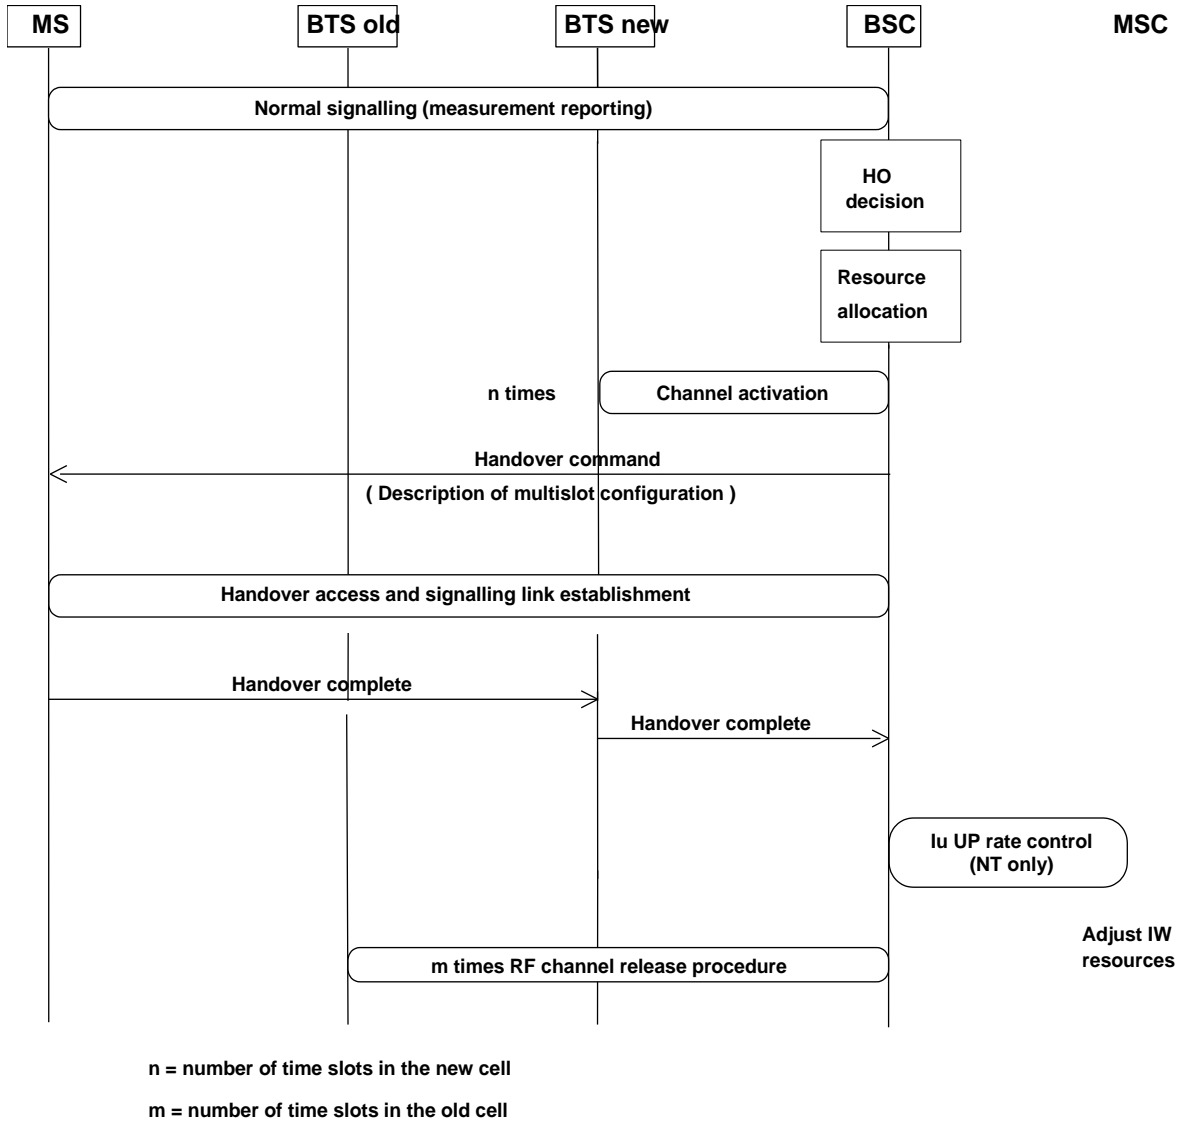 MS
BTS old
BTS new
BSC
MSC
Normal signalling (measurement reporting)
HO
decision
Resource
allocation
n times
Channel activation
Handover command
( Description of multislot configuration )
Handover access and signalling link establishment
Handover complete
Handover complete
Iu UP rate control
(NT only)
Adjust IW
resources
m times RF channel release procedure
n = number of time slots in the new cell
m = number of time slots in the old cell